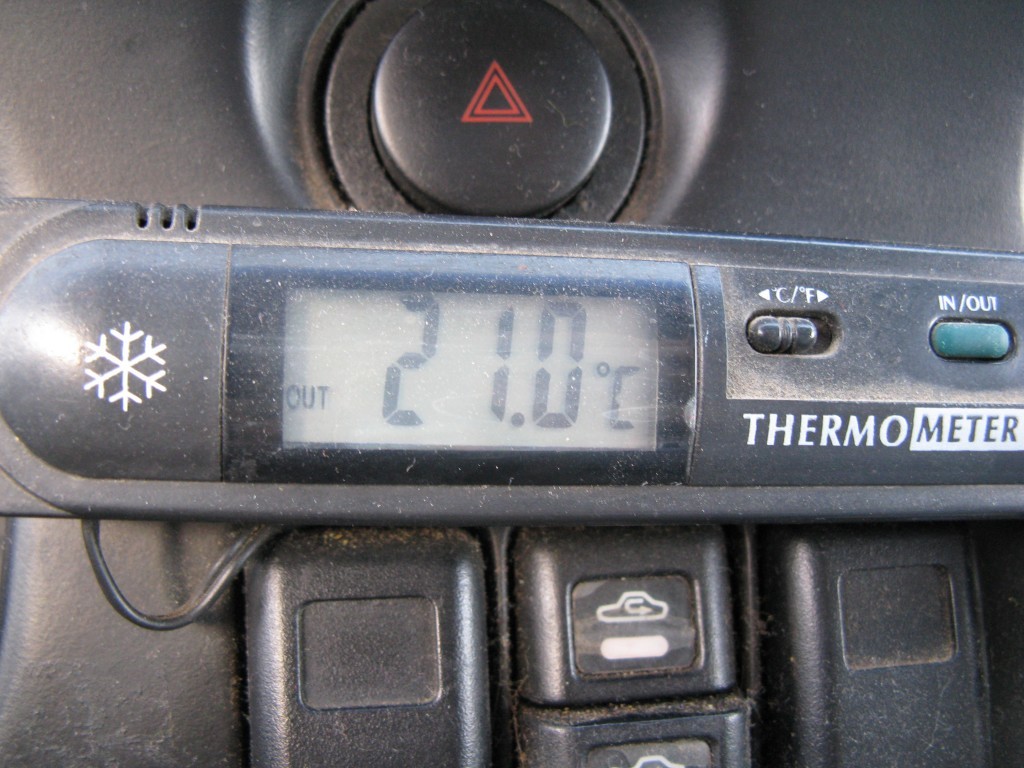 ◀°C/°F▶
IN/OUT
21.0 °C
OUT
THERMOMETER